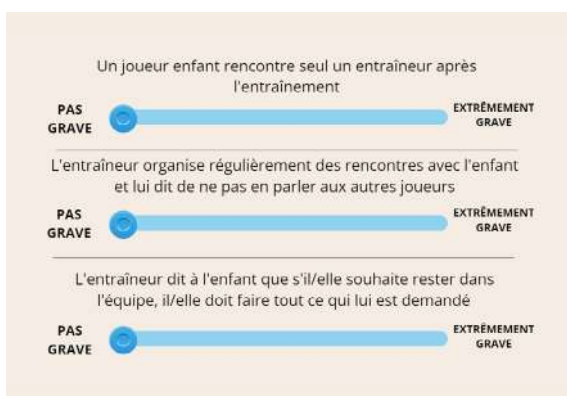 Un joueur enfant rencontre seul un entraîneur après
l'entraînement
PAS
GRAVE
EXTRÊMEMENT
GRAVE
L'entraîneur organise régulièrement des rencontres avec l'enfant
et lui dit de ne pas en parler aux autres joueurs
PAS
GRAVE
EXTRÊMEMENT
GRAVE
L'entraîneur dit à l'enfant que s'il/elle souhaite rester dans
l'équipe, il/elle doit faire tout ce qui lui est demandé
PAS
GRAVE
EXTRÊMEMENT
GRAVE